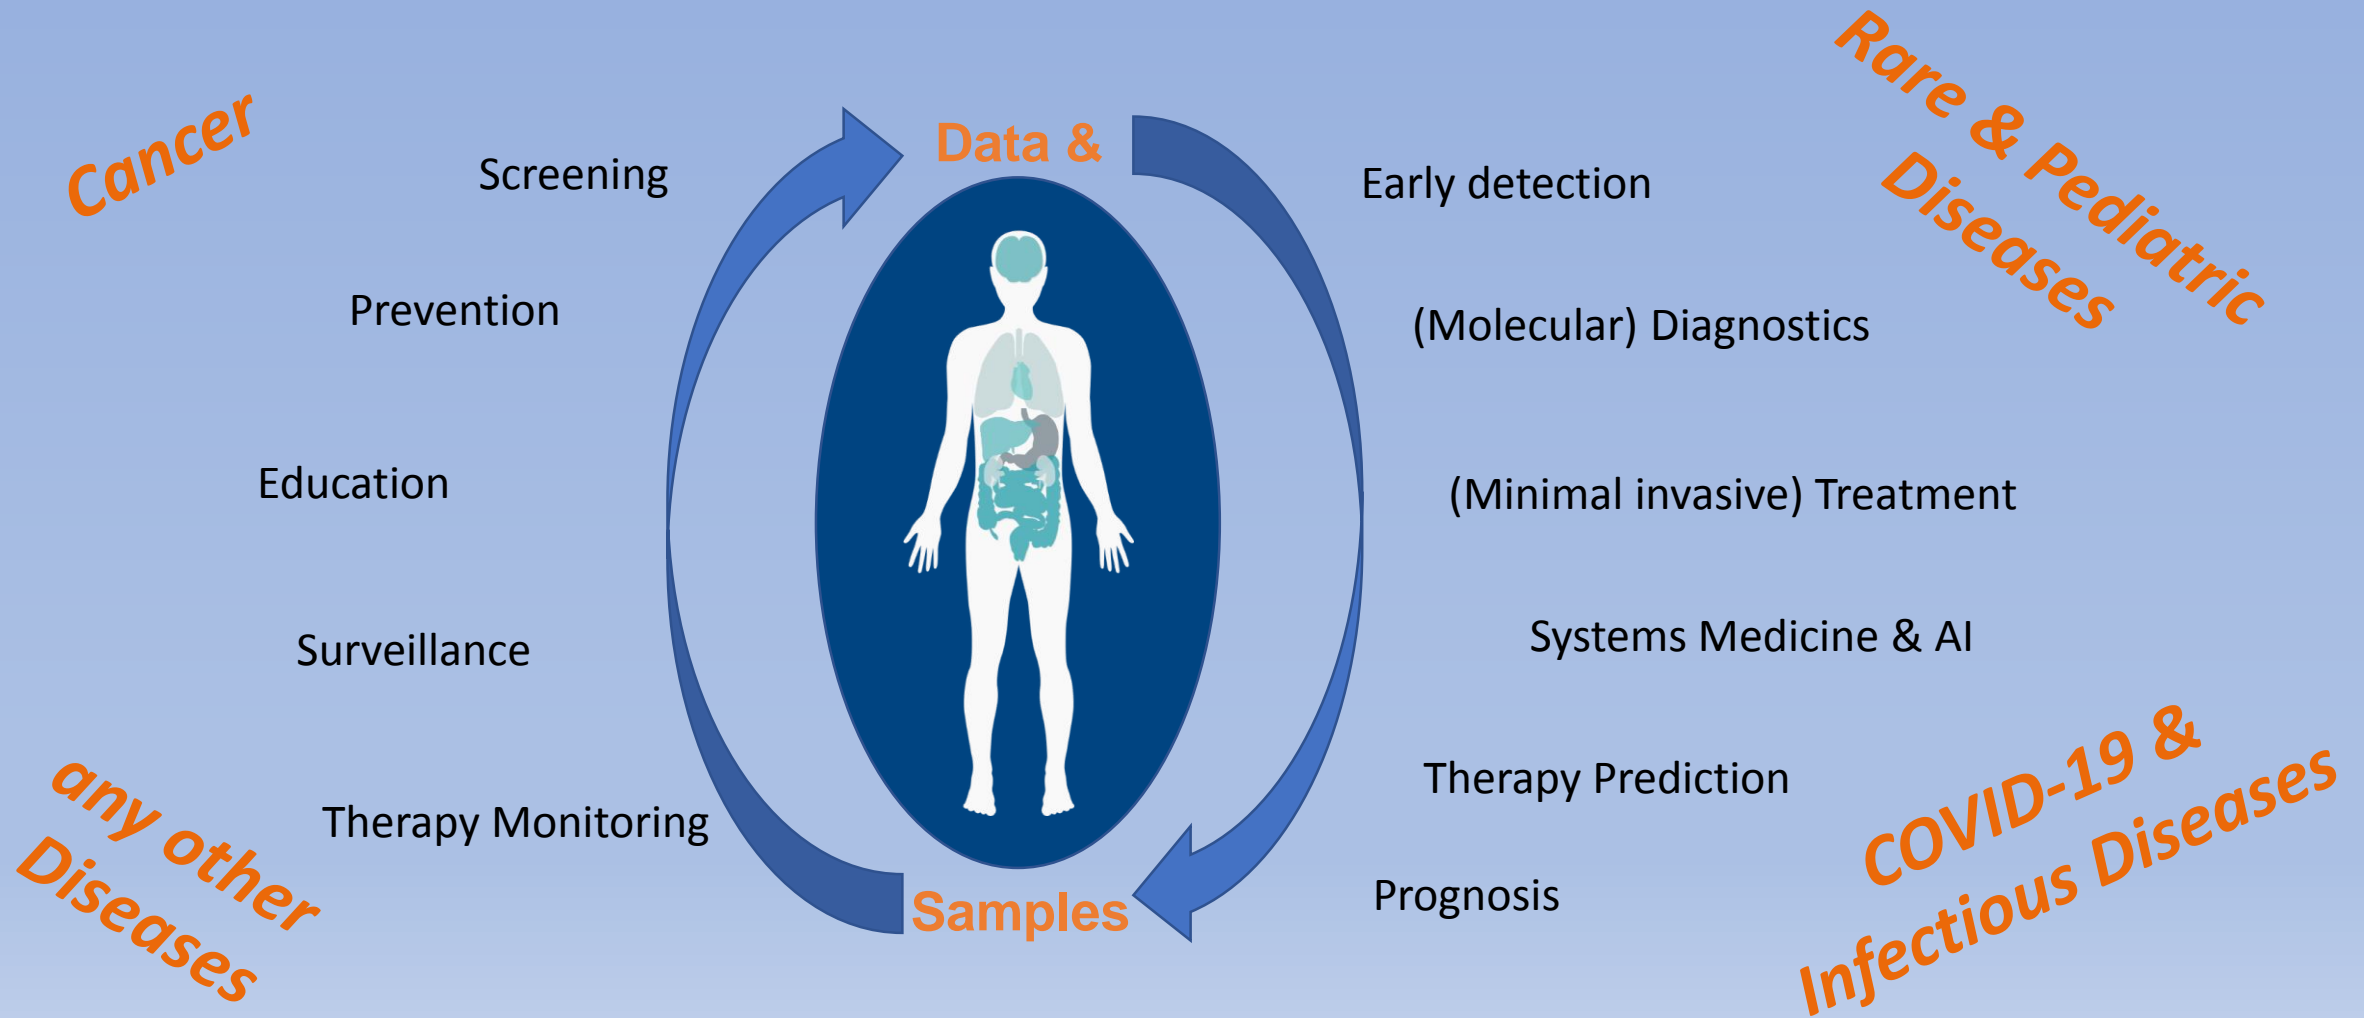 Cancer
Rare & Pediatric
Diseases
Data &
Screening
Early detection
Prevention
(Molecular) Diagnostics
Education
(Minimal invasive) Treatment
Surveillance
Systems Medicine & AI
Therapy Monitoring
Therapy Prediction
Samples
Prognosis
any other
Diseases
COVID-19 &
Infectious Diseases